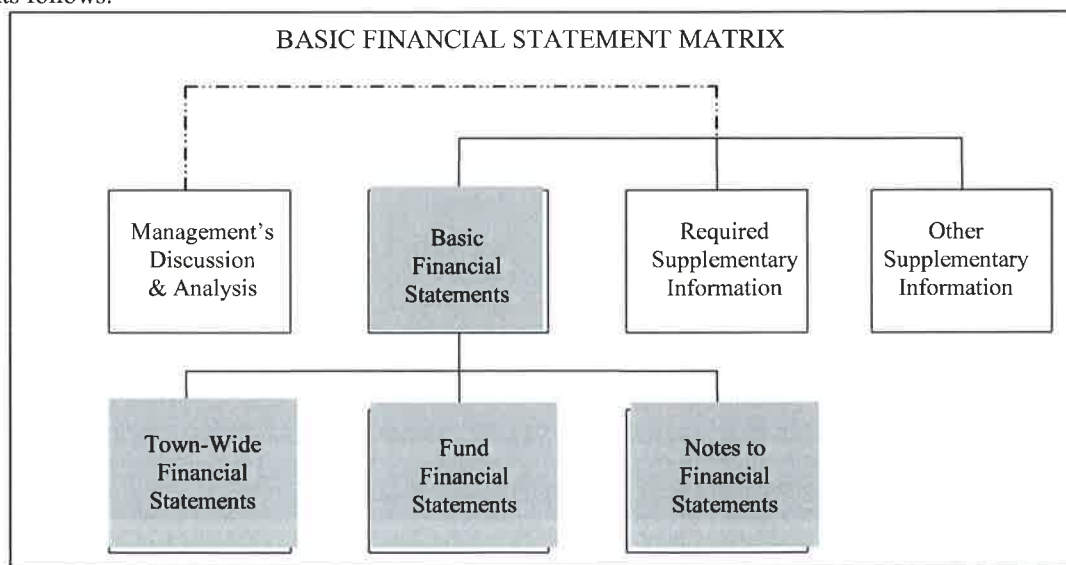 as follows:
BASIC FINANCIAL STATEMENT MATRIX
Management's
Discussion
& Analysis
Basic
Financial
Statements
Required
Supplementary
Information
Other
Supplementary
Information
Town-Wide
Financial
Statements
Fund
Financial
Statements
Notes to
Financial
Statements